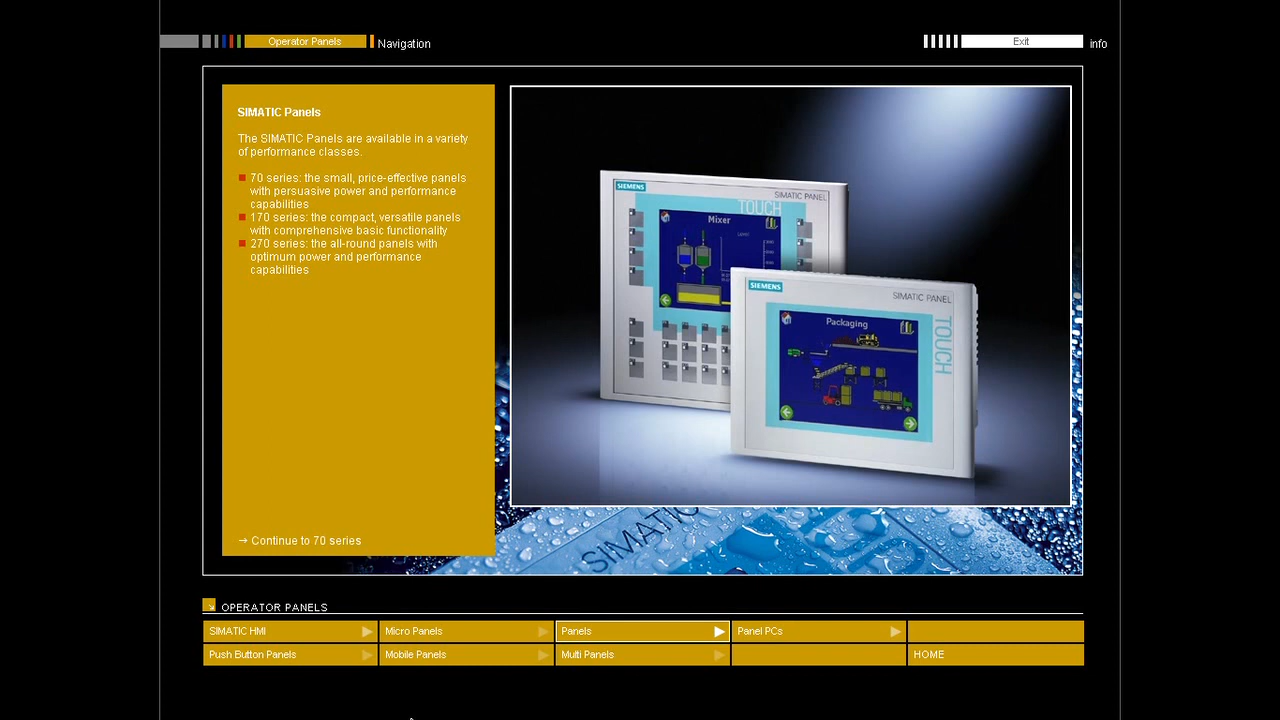 Operator Panels
Navigation
Exit
info
SIMATIC Panels
The SIMATIC Panels are available in a variety
of performance classes.
70 series: the small, price-effective panels
with persuasive power and performance
capabilities
170 series: the compact, versatile panels
with comprehensive basic functionality
270 series: the all-round panels with
optimum power and performance
capabilities
→ Continue to 70 series
SIEMENS
SIMATIC PANEL
TOUCH
Mixer
SIEMENS
SIMATIC PANEL
TOUCH
Packaging
SIMATIC
OPERATOR PANELS
SIMATIC HMI
Micro Panels
Panels
Panel PCs
Push Button Panels
Mobile Panels
Multi Panels
HOME